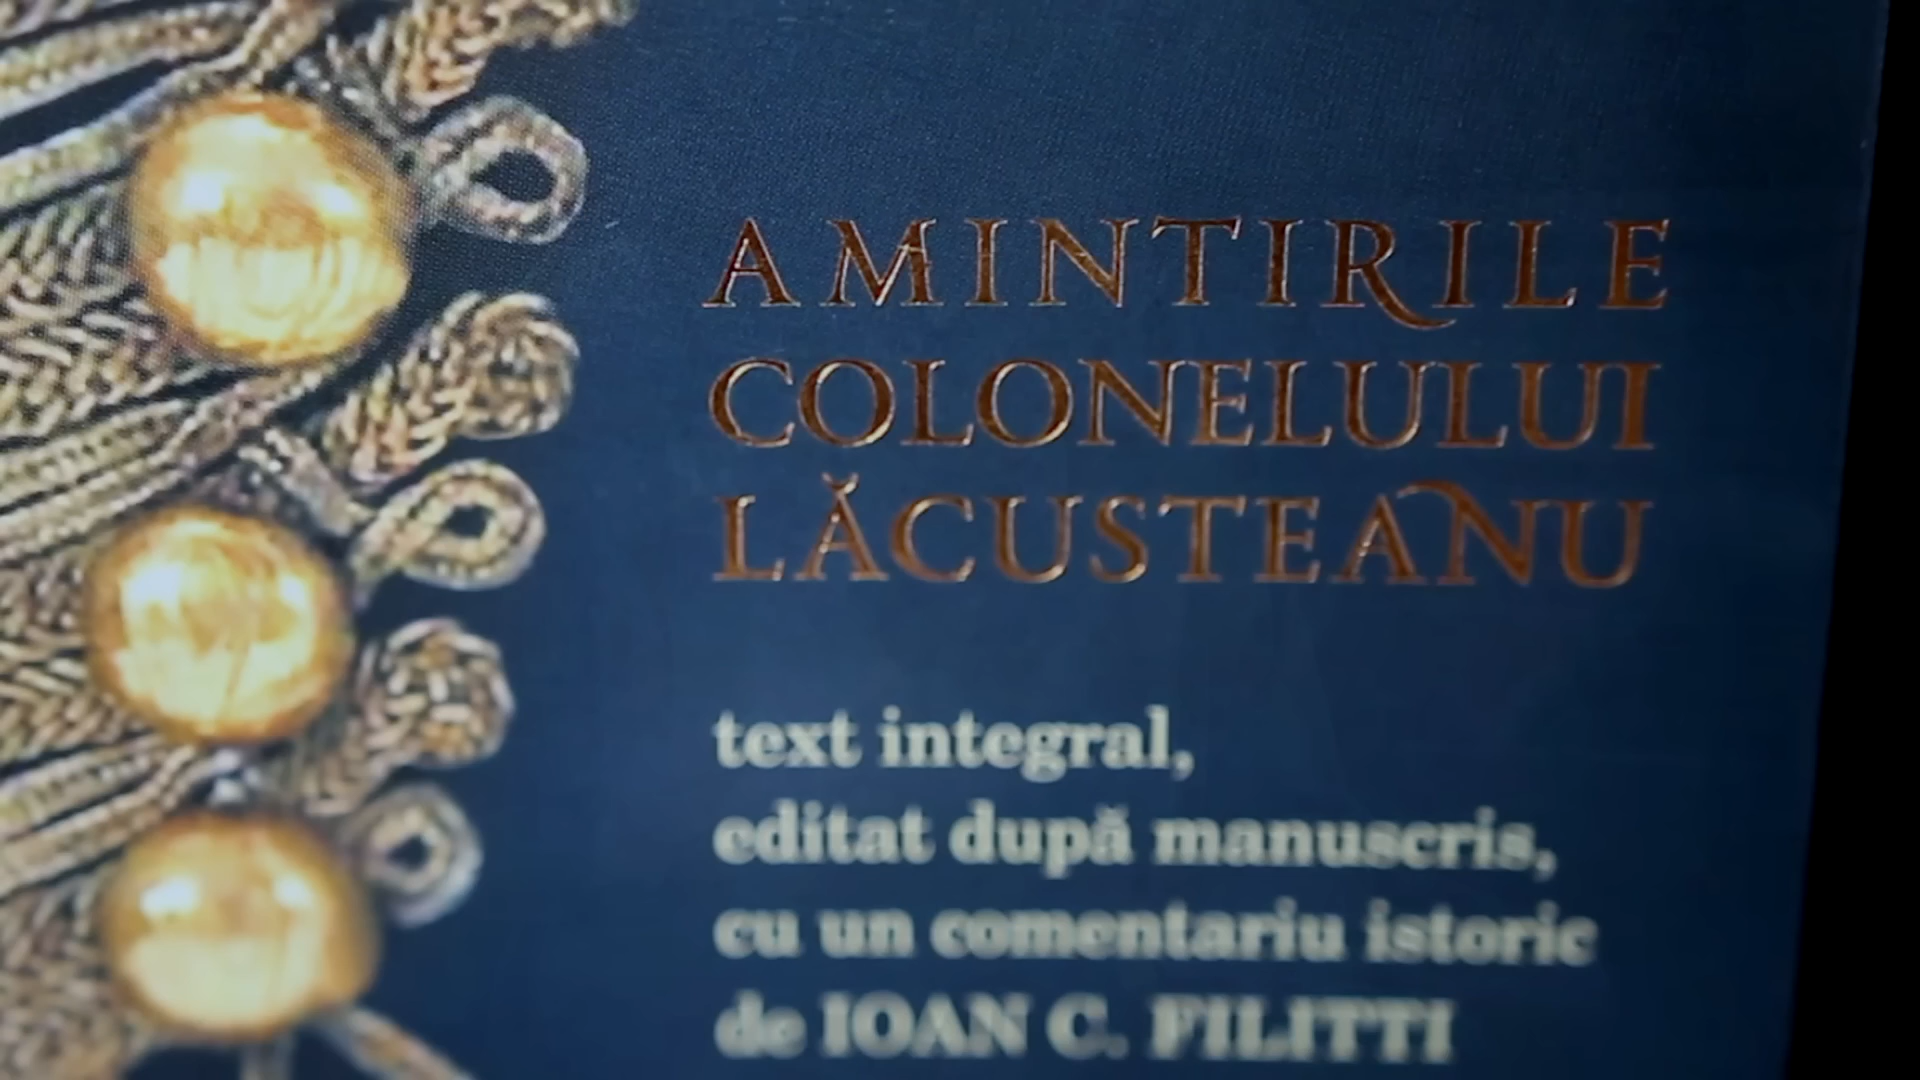 AMINTIRILE
COLONELULUI
LĂCUSTEANU
text integral,
editat după manuscris,
cu un comentariu istoric
de IOAN C. FILITTI